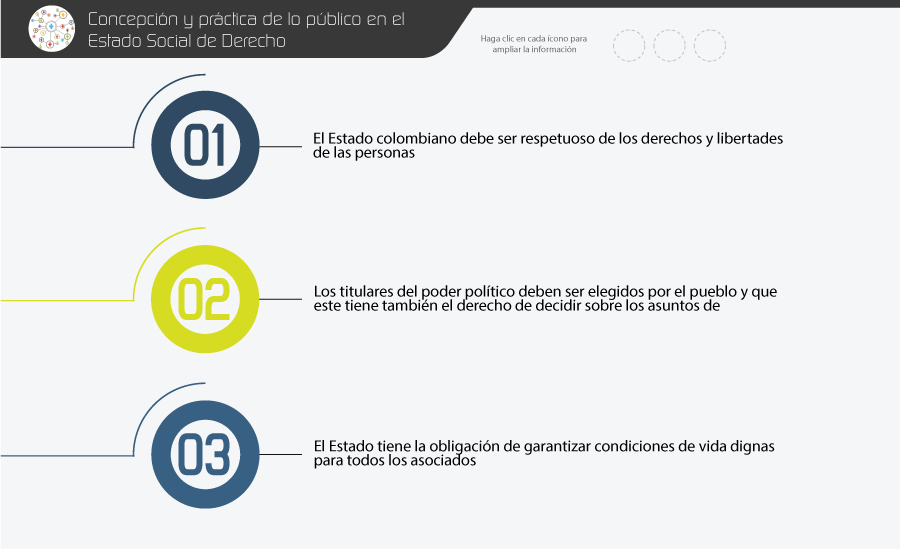 Concepción y práctica de lo público en el
Estado Social de Derecho
Haga clic en cada ícono para
ampliar la información
01
El Estado colombiano debe ser respetuoso de los derechos y libertades
de las personas
02
Los titulares del poder político deben ser elegidos por el pueblo y que
este tiene también el derecho de decidir sobre los asuntos de
03
El Estado tiene la obligación de garantizar condiciones de vida dignas
para todos los asociados